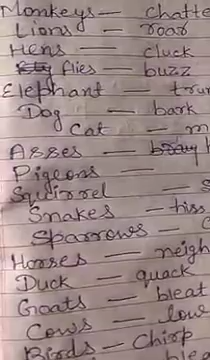 Monkeys — chatte
Lions — roar
Hens — cluck
flies — buzz
Elephant — tru
Dog — bark
Cat — m
Asses — b
Pigeons —
Squirrel — s
Snakes — hiss
Sparrows — c
Horses — neigh
Duck — quack
Goats — bleat
Cows — low
Birds — Chirp
blea